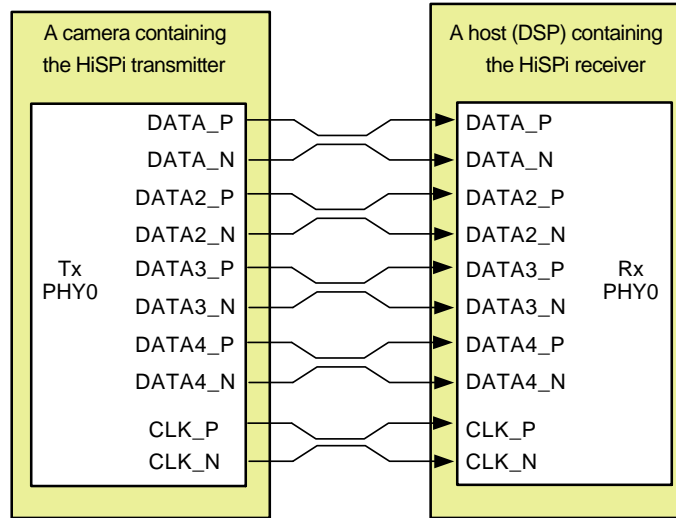 A camera containing
the HiSPi transmitter
A host (DSP) containing
the HiSPi receiver
Tx
PHY0
DATA_P
DATA_N
DATA2_P
DATA2_N
DATA3_P
DATA3_N
DATA4_P
DATA4_N
CLK_P
CLK_N
DATA_P
DATA_N
DATA2_P
DATA2_N
DATA3_P
DATA3_N
DATA4_P
DATA4_N
CLK_P
CLK_N
Rx
PHY0